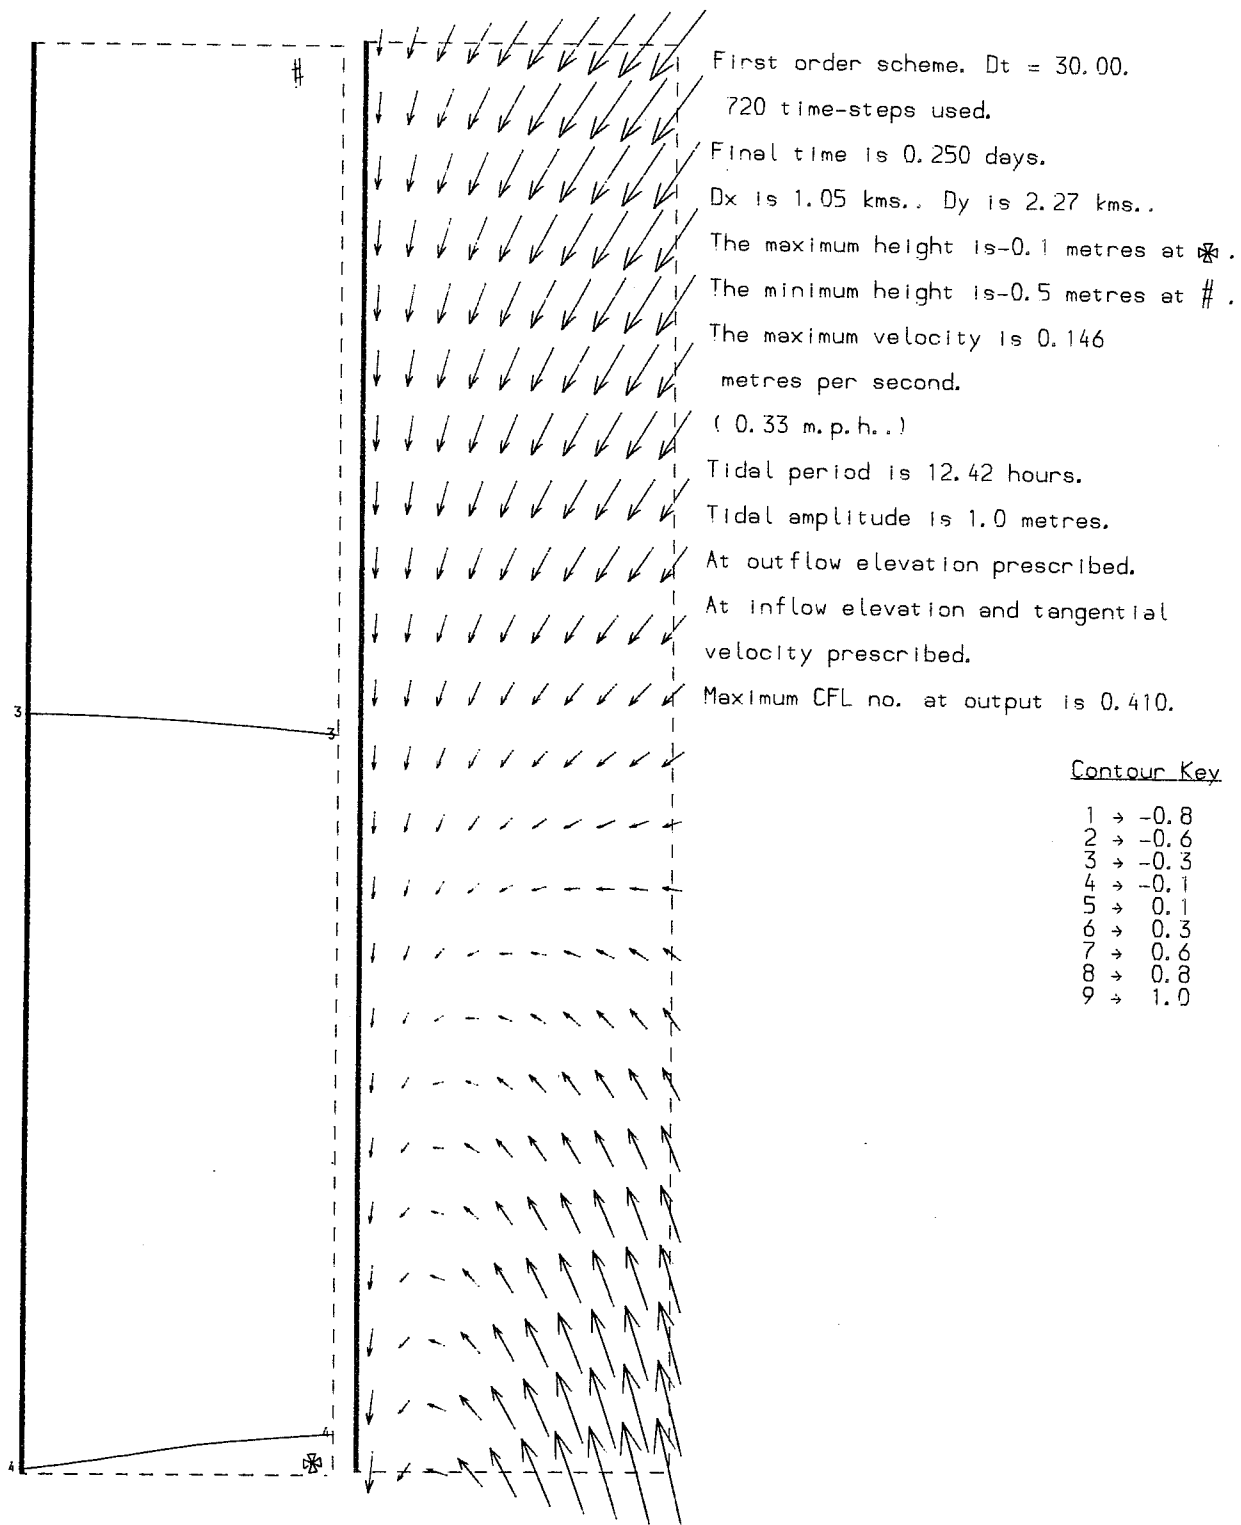 #
First order scheme. Dt = 30.00.
720 time-steps used.
Final time is 0.250 days.
Dx is 1.05 kms.. Dy is 2.27 kms..
The maximum height is-0.1 metres at ✠.
The minimum height is-0.5 metres at #.
The maximum velocity is 0.146
metres per second.
(0.33 m.p.h..)
Tidal period is 12.42 hours.
Tidal amplitude is 1.0 metres.
At outflow elevation prescribed.
At inflow elevation and tangential
velocity prescribed.
Maximum CFL no. at output is 0.410.
3
3
Contour Key
1 → -0.8
2 → -0.6
3 → -0.3
4 → -0.1
5 → 0.1
6 → 0.3
7 → 0.6
8 → 0.8
9 → 1.0
4
4
✠